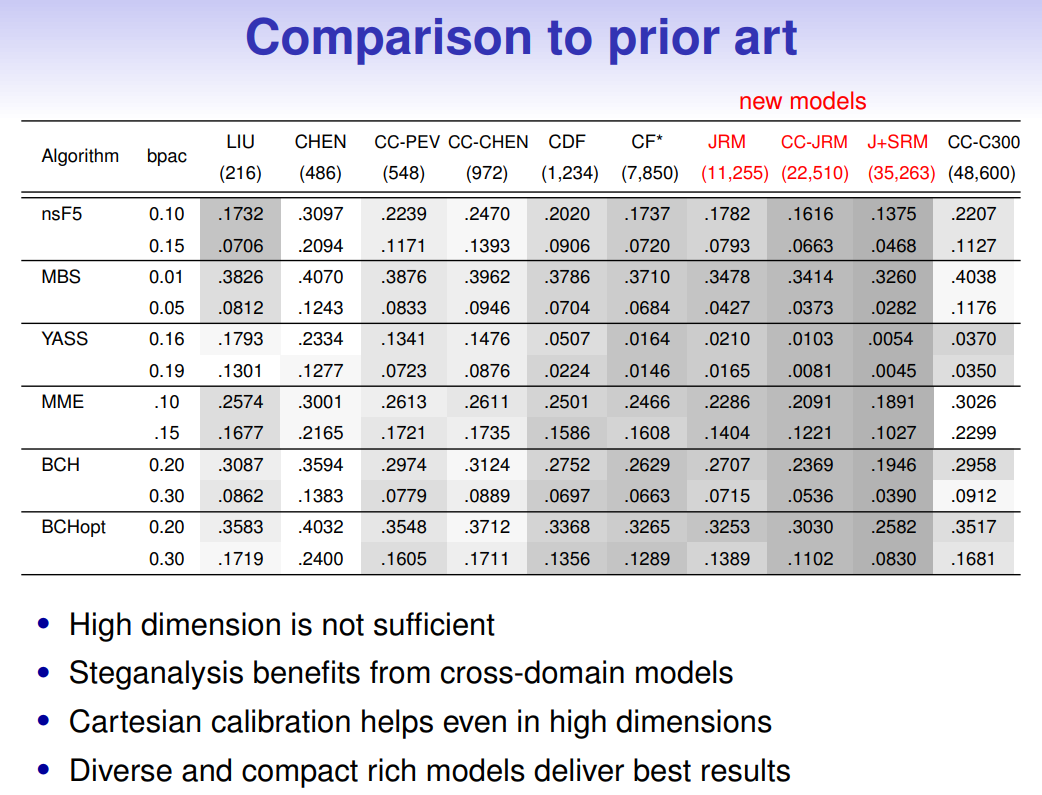 Comparison to prior art
new models
Algorithm bpac LIU CHEN CC-PEV CC-CHEN CDF CF* JRM CC-JRM J+SRM CC-C300
(216) (486) (548) (972) (1,234) (7,850) (11,255) (22,510) (35,263) (48,600)
nsF5 0.10 .1732 .3097 .2239 .2470 .2020 .1737 .1782 .1616 .1375 .2207
0.15 .0706 .2094 .1171 .1393 .0906 .0720 .0793 .0663 .0468 .1127
MBS 0.01 .3826 .4070 .3876 .3962 .3786 .3710 .3478 .3414 .3260 .4038
0.05 .0812 .1243 .0833 .0946 .0704 .0684 .0427 .0373 .0282 .1176
YASS 0.16 .1793 .2334 .1341 .1476 .0507 .0164 .0210 .0103 .0054 .0370
0.19 .1301 .1277 .0723 .0876 .0224 .0146 .0165 .0081 .0045 .0350
MME .10 .2574 .3001 .2613 .2611 .2501 .2466 .2286 .2091 .1891 .3026
.15 .1677 .2165 .1721 .1735 .1586 .1608 .1404 .1221 .1027 .2299
BCH 0.20 .3087 .3594 .2974 .3124 .2752 .2629 .2707 .2369 .1946 .2958
0.30 .0862 .1383 .0779 .0889 .0697 .0663 .0715 .0536 .0390 .0912
BCHopt 0.20 .3583 .4032 .3548 .3712 .3368 .3265 .3253 .3030 .2582 .3517
0.30 .1719 .2400 .1605 .1711 .1356 .1289 .1389 .1102 .0830 .1681
• High dimension is not sufficient
• Steganalysis benefits from cross-domain models
• Cartesian calibration helps even in high dimensions
• Diverse and compact rich models deliver best results